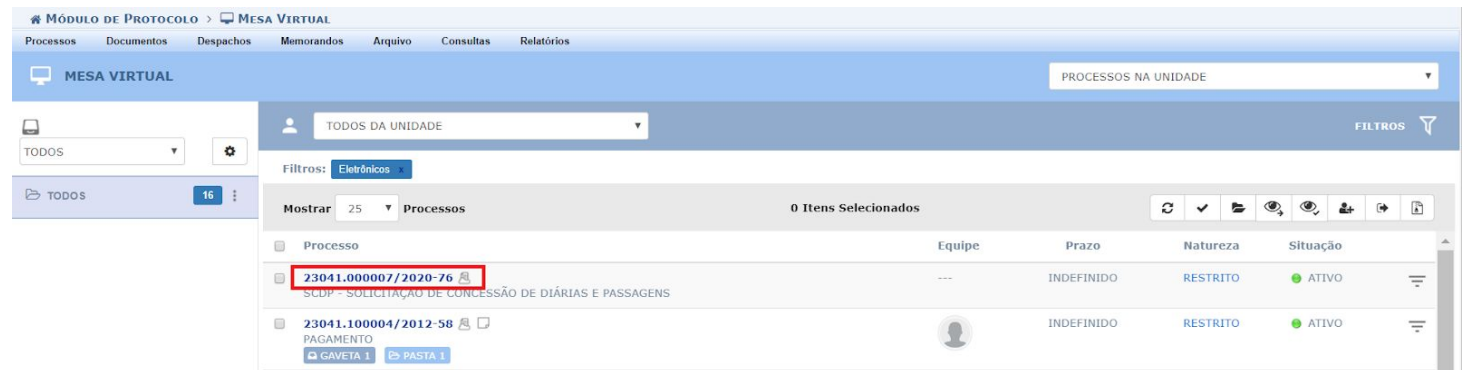 MÓDULO DE PROTOCOLO > MESA VIRTUAL
Processos Documentos Despachos Memorandos Arquivo Consultas Relatórios
MESA VIRTUAL
PROCESSOS NA UNIDADE
TODOS
TODOS DA UNIDADE
FILTROS
Filtros: Eletrônicos x
TODOS 16
Mostrar 25 Processos 0 Itens Selecionados
Processo Equipe Prazo Natureza Situação
23041.000007/2020-76 --- INDEFINIDO RESTRITO ATIVO
SCDP - SOLICITAÇÃO DE CONCESSÃO DE DIÁRIAS E PASSAGENS
23041.100004/2012-58 INDEFINIDO RESTRITO ATIVO
PAGAMENTO
GAVETA 1 PASTA 1